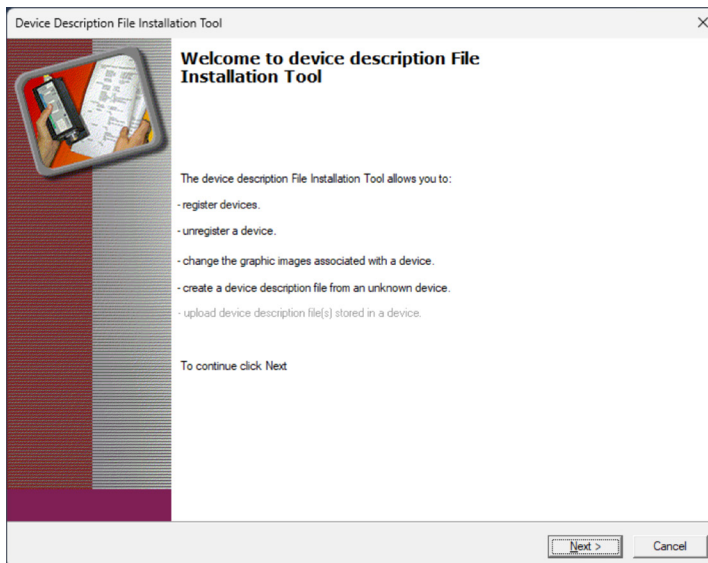 Device Description File Installation Tool
Welcome to device description File
Installation Tool
The device description File Installation Tool allows you to:
- register devices.
- unregister a device.
- change the graphic images associated with a device.
- create a device description file from an unknown device.
- upload device description file(s) stored in a device.
To continue click Next
Next >
Cancel